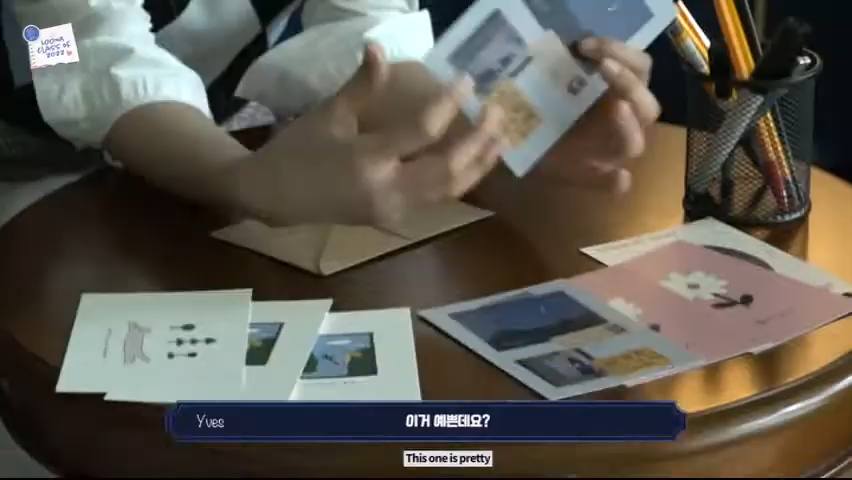 LOONA
CLASS OF
2022
Yves
이거 예쁜데요?
This one is pretty